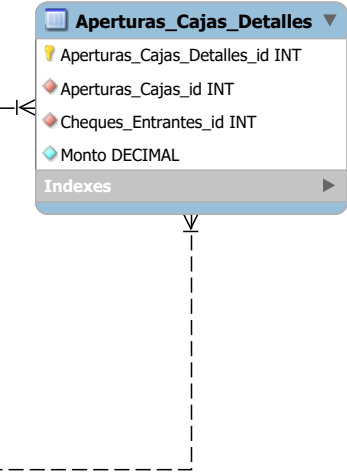 Aperturas_Cajas_Detalles
Aperturas_Cajas_Detalles_id INT
Aperturas_Cajas_id INT
Cheques_Entrantes_id INT
Monto DECIMAL
Indexes